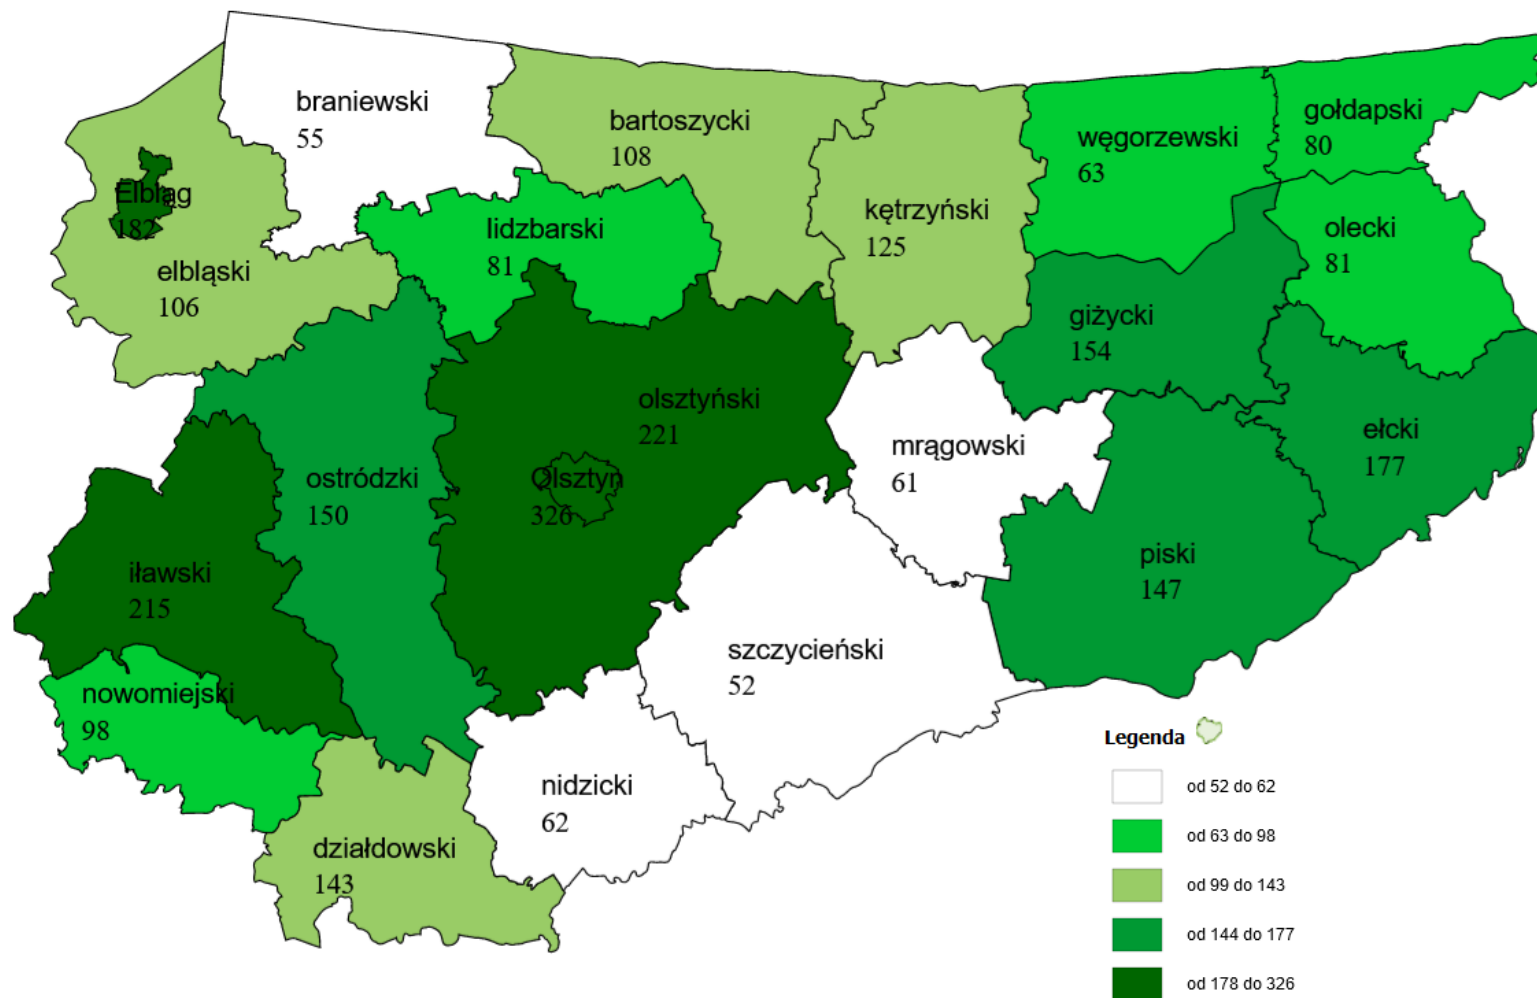 braniewski
55
bartoszycki
108
węgorzewski
63
gołdapski
80
Elbląg
182
lidzbarski
81
kętrzyński
125
olecki
81
elbląski
106
giżycki
154
olsztyński
221
mrągowski
61
ełcki
177
ostródzki
150
Olsztyn
326
iławski
215
piski
147
szczycieński
52
nowomiejski
98
nidzicki
62
działdowski
143
Legenda
od 52 do 62
od 63 do 98
od 99 do 143
od 144 do 177
od 178 do 326